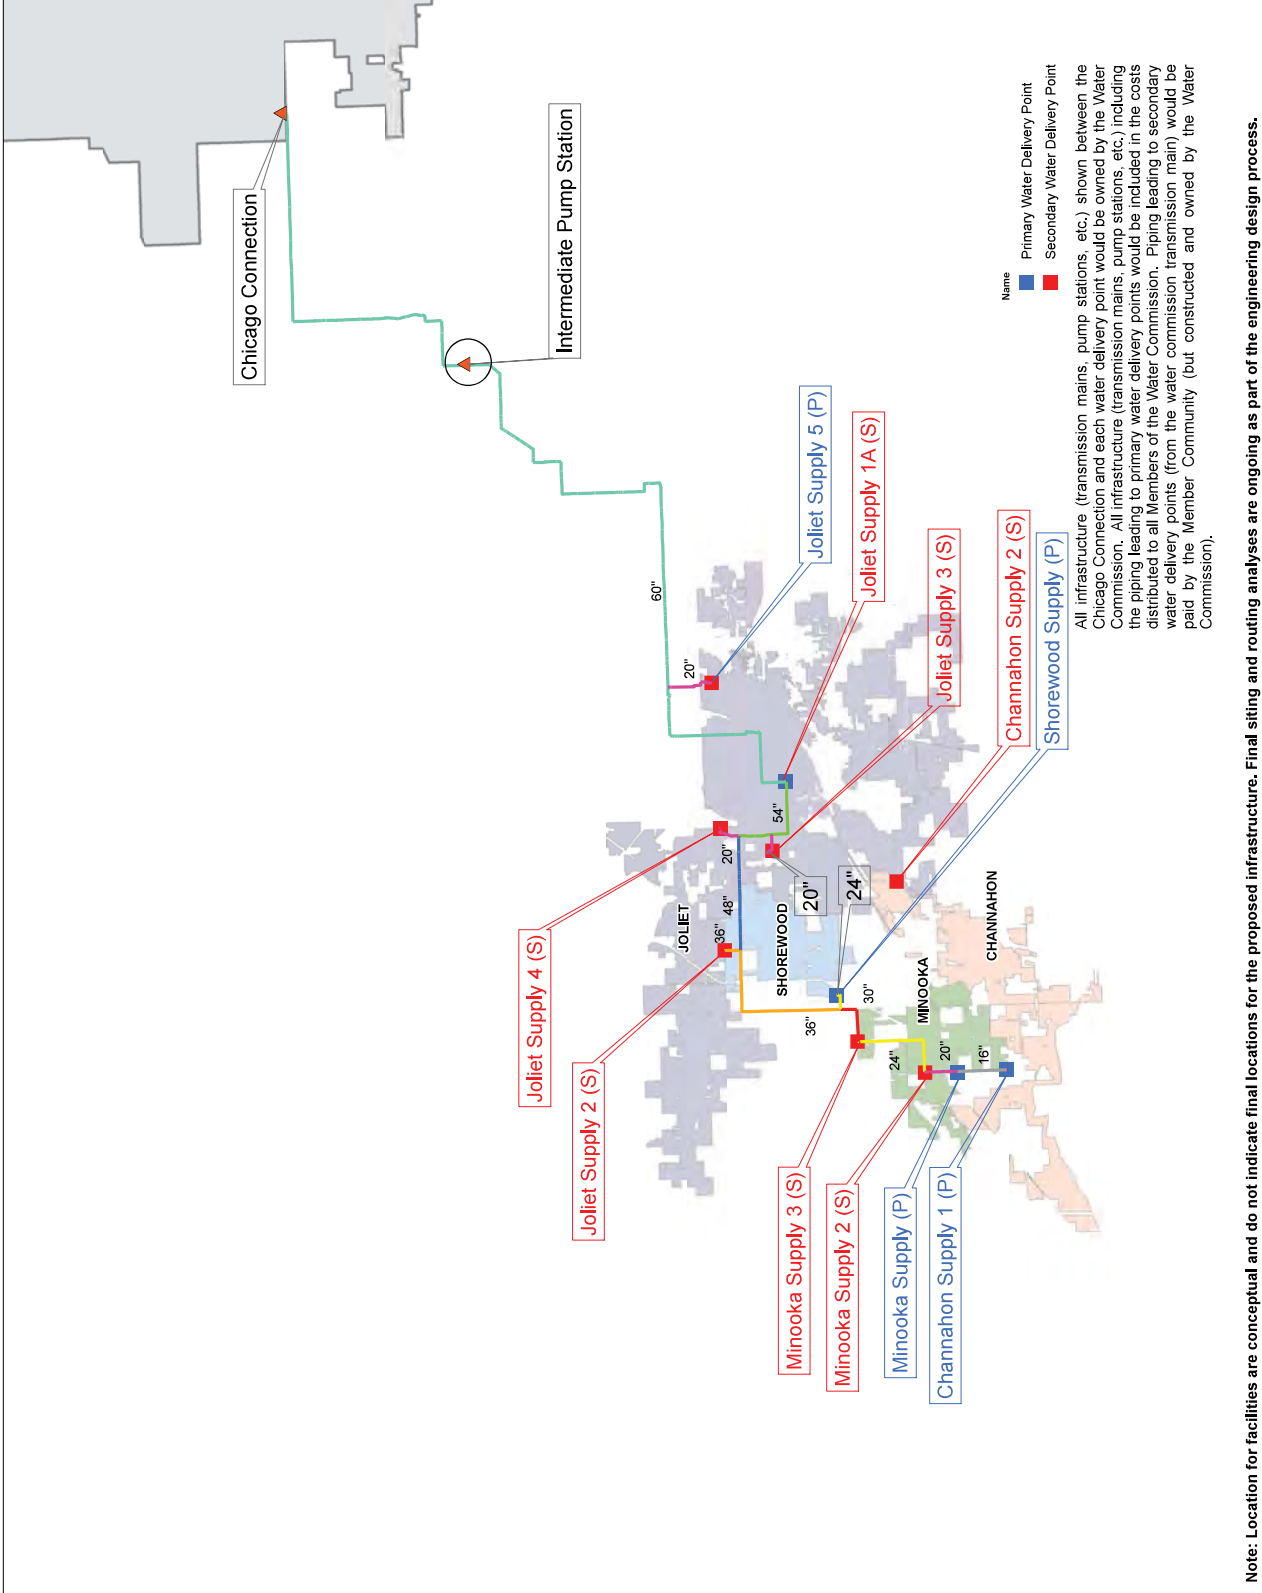 Chicago Connection
Intermediate Pump Station
Name
Primary Water Delivery Point
Secondary Water Delivery Point
All infrastructure (transmission mains, pump stations, etc.) shown between the
Chicago Connection and each water delivery point would be owned by the Water
Commission. All infrastructure (transmission mains, pump stations, etc.) including
the piping leading to primary water delivery points would be included in the costs
distributed to all Members of the Water Commission. Piping leading to secondary
water delivery points (from the water commission transmission main) would be
paid by the Member Community (but constructed and owned by the Water
Commission).
Joliet Supply 5 (P)
Joliet Supply 1A (S)
Joliet Supply 3 (S)
Channahon Supply 2 (S)
Shorewood Supply (P)
60"
20"
54"
20"
20"
24"
48"
36"
JOLIET
SHOREWOOD
MINOOKA
CHANNAHON
36"
30"
24"
20"
16"
Joliet Supply 4 (S)
Joliet Supply 2 (S)
Minooka Supply 3 (S)
Minooka Supply 2 (S)
Minooka Supply (P)
Channahon Supply 1 (P)
Note: Location for facilities are conceptual and do not indicate final locations for the proposed infrastructure. Final siting and routing analyses are ongoing as part of the engineering design process.